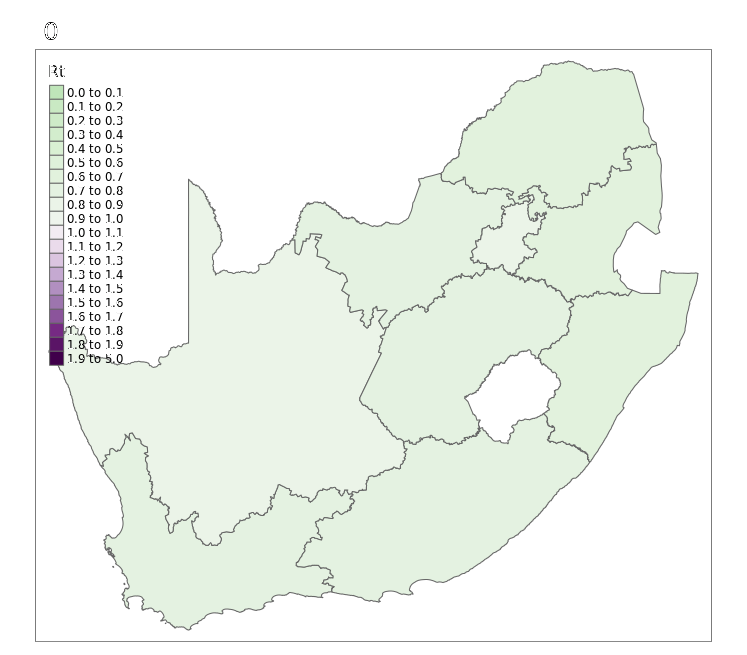 0
Rt
0.0 to 0.1
0.1 to 0.2
0.2 to 0.3
0.3 to 0.4
0.4 to 0.5
0.5 to 0.6
0.6 to 0.7
0.7 to 0.8
0.8 to 0.9
0.9 to 1.0
1.0 to 1.1
1.1 to 1.2
1.2 to 1.3
1.3 to 1.4
1.4 to 1.5
1.5 to 1.6
1.6 to 1.7
1.7 to 1.8
1.8 to 1.9
1.9 to 5.0